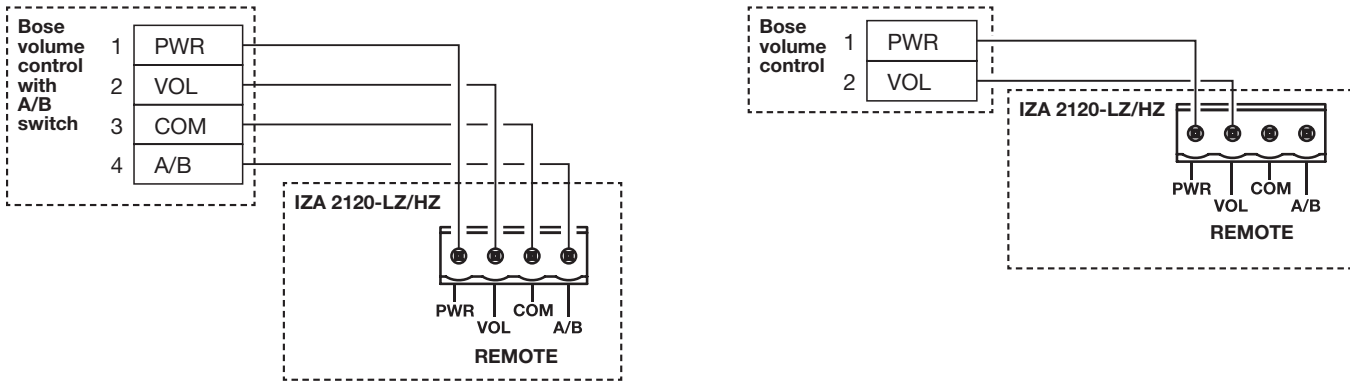 Bose
volume
control
with
A/B
switch
1 PWR
2 VOL
3 COM
4 A/B
IZA 2120-LZ/HZ
PWR
VOL
COM
A/B
REMOTE
Bose
volume
control
1 PWR
2 VOL
IZA 2120-LZ/HZ
PWR
VOL
COM
A/B
REMOTE